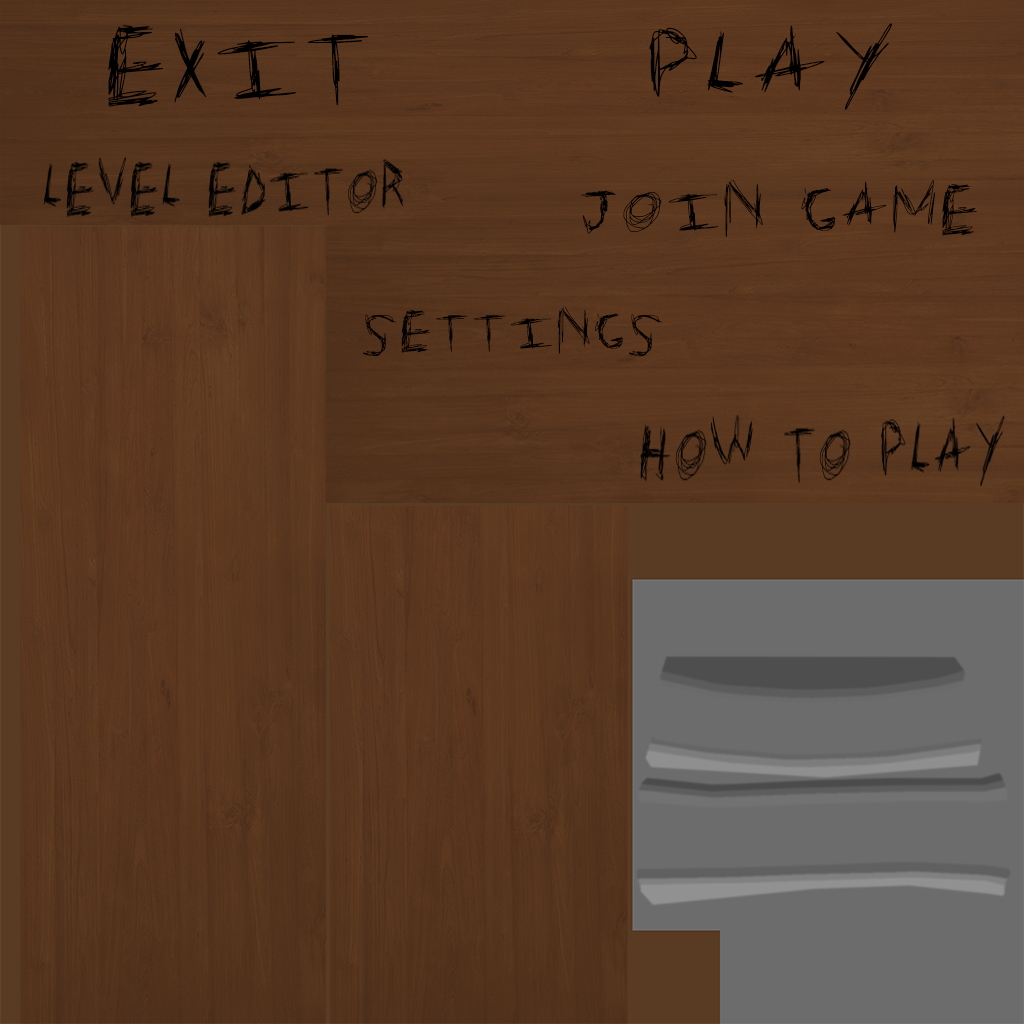 EXIT
PLAY
LEVEL EDITOR
JOIN GAME
SETTINGS
HOW TO PLAY